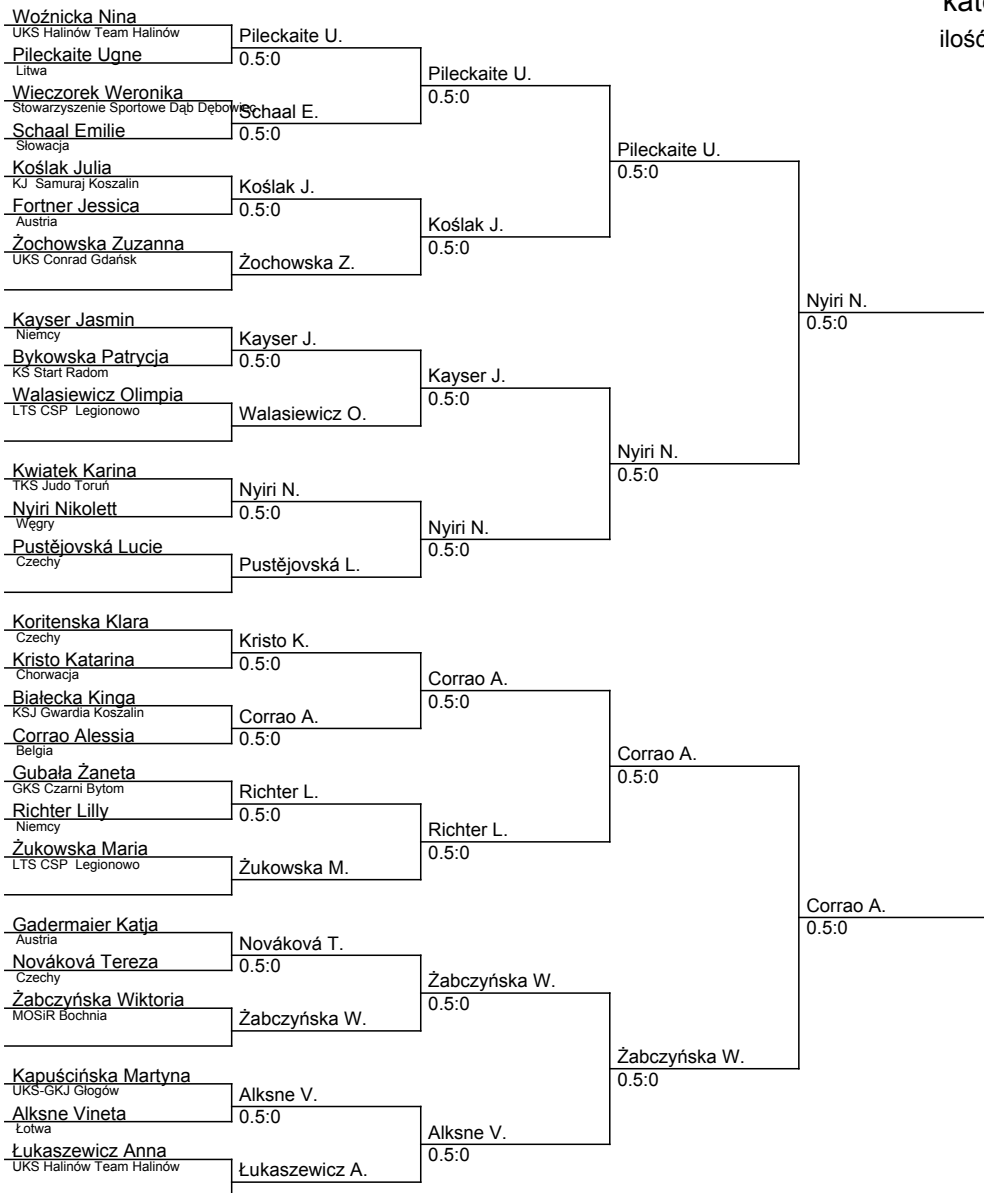 kate
ilość
Woźnicka Nina
UKS Halinów Team Halinów
Pileckaite Ugne
Litwa
Wieczorek Weronika
Stowarzyszenie Sportowe Dąb Dębowiec
Schaal Emilie
Słowacja
Koślak Julia
KJ Samuraj Koszalin
Fortner Jessica
Austria
Żochowska Zuzanna
UKS Conrad Gdańsk
Kayser Jasmin
Niemcy
Bykowska Patrycja
KS Start Radom
Walasiewicz Olimpia
LTS CSP Legionowo
Kwiatek Karina
TKS Judo Toruń
Nyiri Nikolett
Węgry
Pustějovská Lucie
Czechy
Koritenska Klara
Czechy
Kristo Katarina
Chorwacja
Białecka Kinga
KSJ Gwardia Koszalin
Corrao Alessia
Belgia
Gubała Żaneta
GKS Czarni Bytom
Richter Lilly
Niemcy
Żukowska Maria
LTS CSP Legionowo
Gadermaier Katja
Austria
Nováková Tereza
Czechy
Żabczyńska Wiktoria
MOSiR Bochnia
Kapuścińska Martyna
UKS-GKJ Głogów
Alksne Vineta
Łotwa
Łukaszewicz Anna
UKS Halinów Team Halinów
Pileckaite U.
0.5:0
Schaal E.
0.5:0
Koślak J.
0.5:0
Żochowska Z.
Kayser J.
0.5:0
Walasiewicz O.
Nyiri N.
0.5:0
Pustějovská L.
Kristo K.
0.5:0
Corrao A.
0.5:0
Richter L.
0.5:0
Żukowska M.
Nováková T.
0.5:0
Żabczyńska W.
Alksne V.
0.5:0
Łukaszewicz A.
Pileckaite U.
0.5:0
Koślak J.
0.5:0
Kayser J.
0.5:0
Nyiri N.
0.5:0
Corrao A.
0.5:0
Richter L.
0.5:0
Żabczyńska W.
0.5:0
Alksne V.
0.5:0
Pileckaite U.
0.5:0
Nyiri N.
0.5:0
Corrao A.
0.5:0
Żabczyńska W.
0.5:0
Nyiri N.
0.5:0
Corrao A.
0.5:0